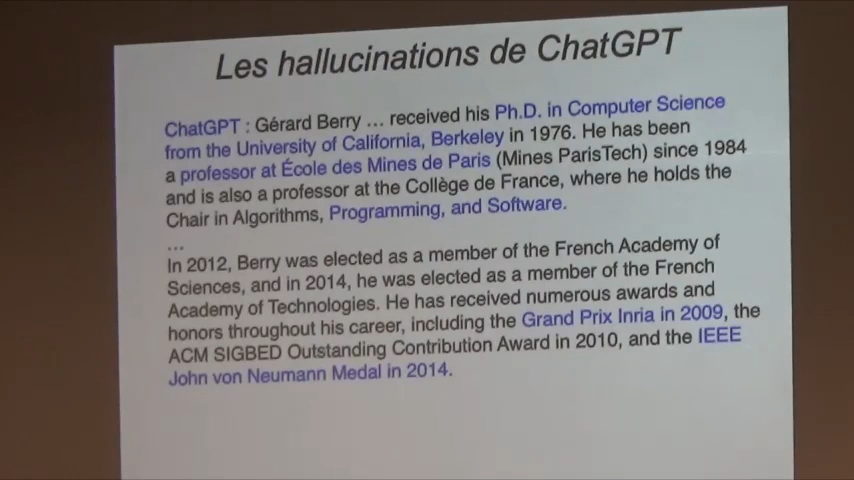 Les hallucinations de ChatGPT
ChatGPT : Gérard Berry ... received his Ph.D. in Computer Science
from the University of California, Berkeley in 1976. He has been
a professor at École des Mines de Paris (Mines ParisTech) since 1984
and is also a professor at the Collège de France, where he holds the
Chair in Algorithms, Programming, and Software.
...
In 2012, Berry was elected as a member of the French Academy of
Sciences, and in 2014, he was elected as a member of the French
Academy of Technologies. He has received numerous awards and
honors throughout his career, including the Grand Prix Inria in 2009, the
ACM SIGBED Outstanding Contribution Award in 2010, and the IEEE
John von Neumann Medal in 2014.